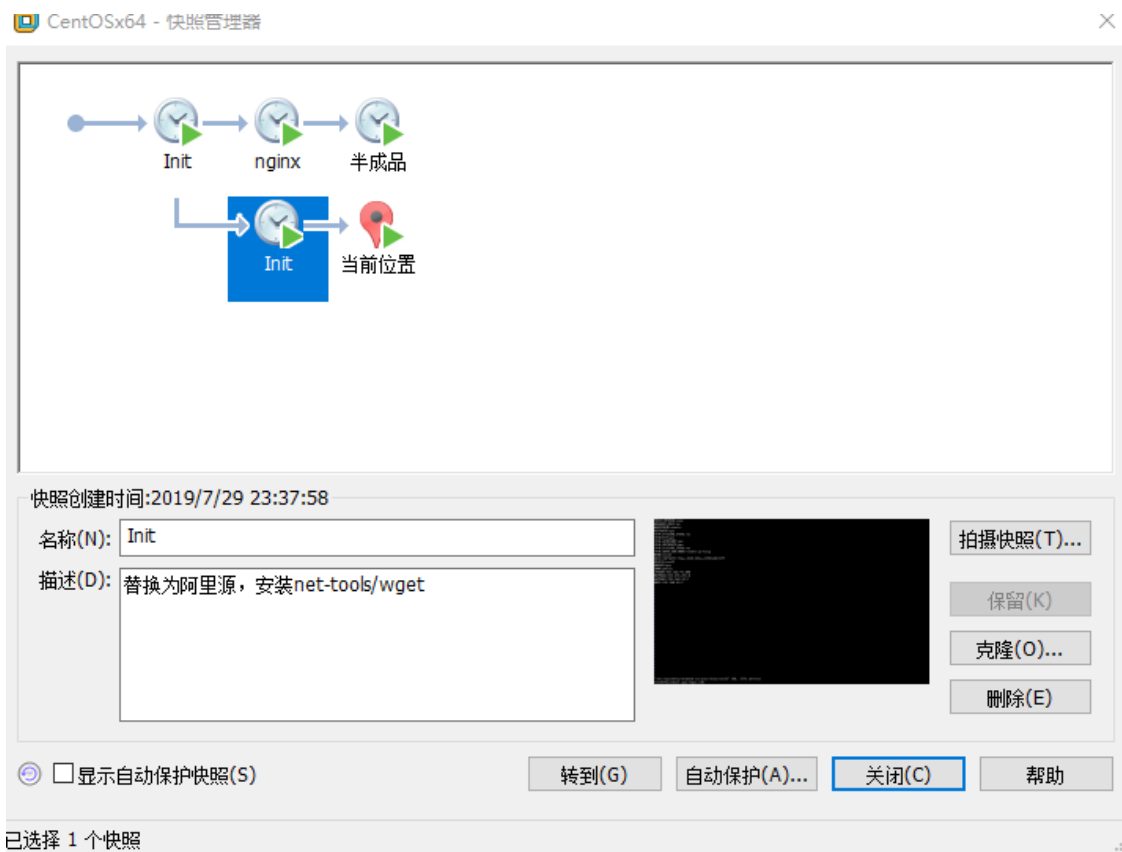 CentOSx64 - 快照管理器
Init
nginx
半成品
Init
当前位置
快照创建时间:2019/7/29 23:37:58
名称(N):
Init
拍摄快照(T)...
描述(D):
替换为阿里源，安装net-tools/wget
保留(K)
克隆(O)...
删除(E)
显示自动保护快照(S)
转到(G)
自动保护(A)...
关闭(C)
帮助
已选择 1 个快照